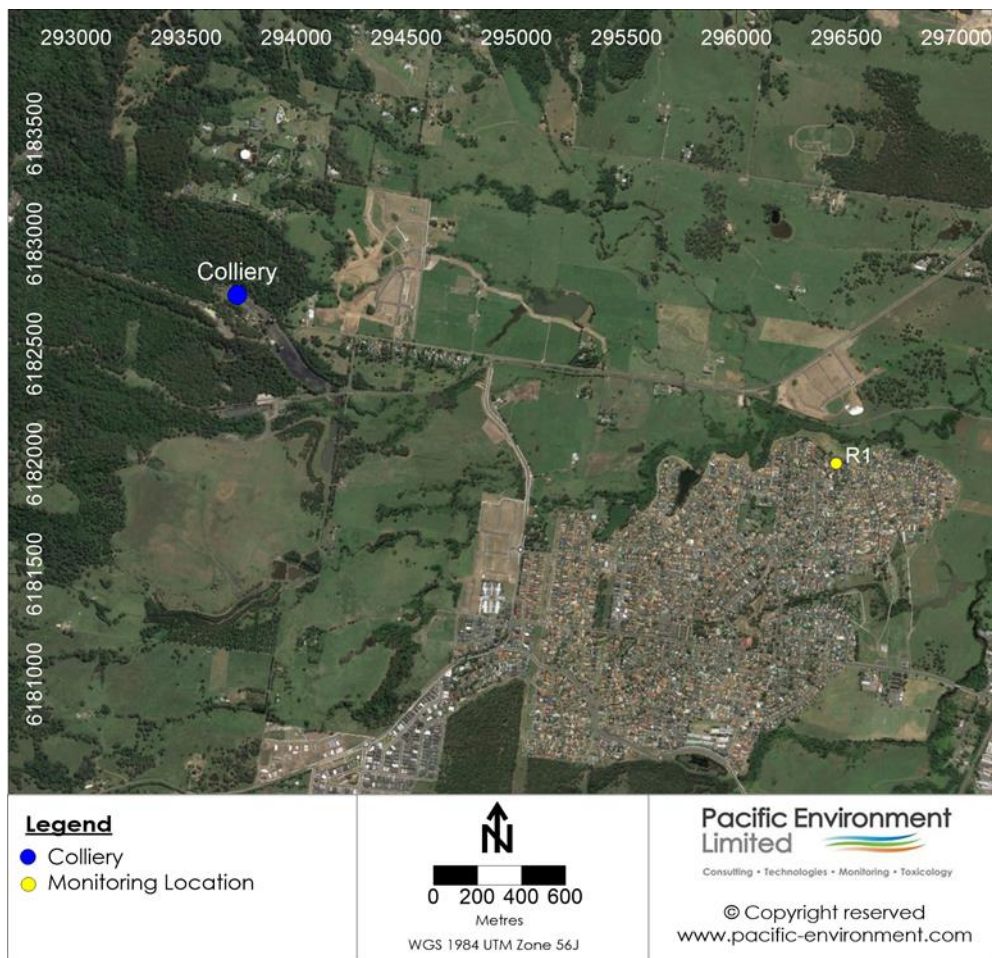 293000 293500 294000 294500 295000 295500 296000 296500 297000
6183500
6183000
Colliery
6182500
6182000
R1
6181500
6181000
Legend
Colliery
Monitoring Location
N
0 200 400 600
Metres
WGS 1984 UTM Zone 56J
Pacific Environment
Limited
Consulting • Technologies • Monitoring • Toxicology
© Copyright reserved
www.pacific-environment.com